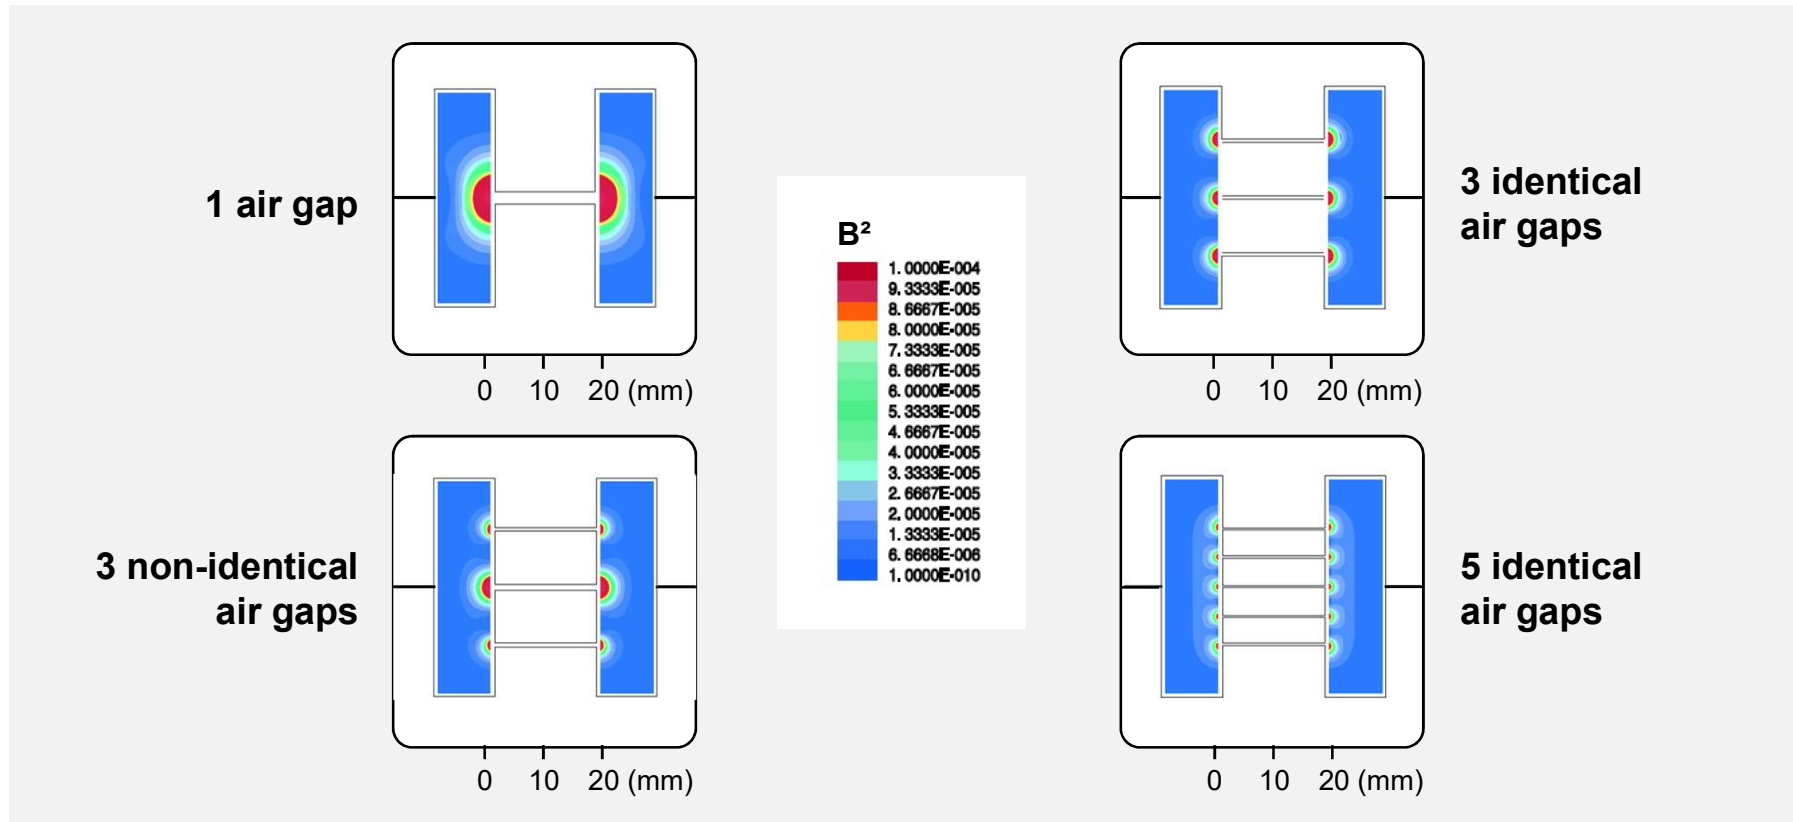 1 air gap
0 10 20 (mm)
3 identical
air gaps
0 10 20 (mm)
B²
1.0000E-004
9.3333E-005
8.6667E-005
8.0000E-005
7.3333E-005
6.6667E-005
6.0000E-005
5.3333E-005
4.6667E-005
4.0000E-005
3.3333E-005
2.6667E-005
2.0000E-005
1.3333E-005
6.6668E-006
1.0000E-010
3 non-identical
air gaps
0 10 20 (mm)
5 identical
air gaps
0 10 20 (mm)